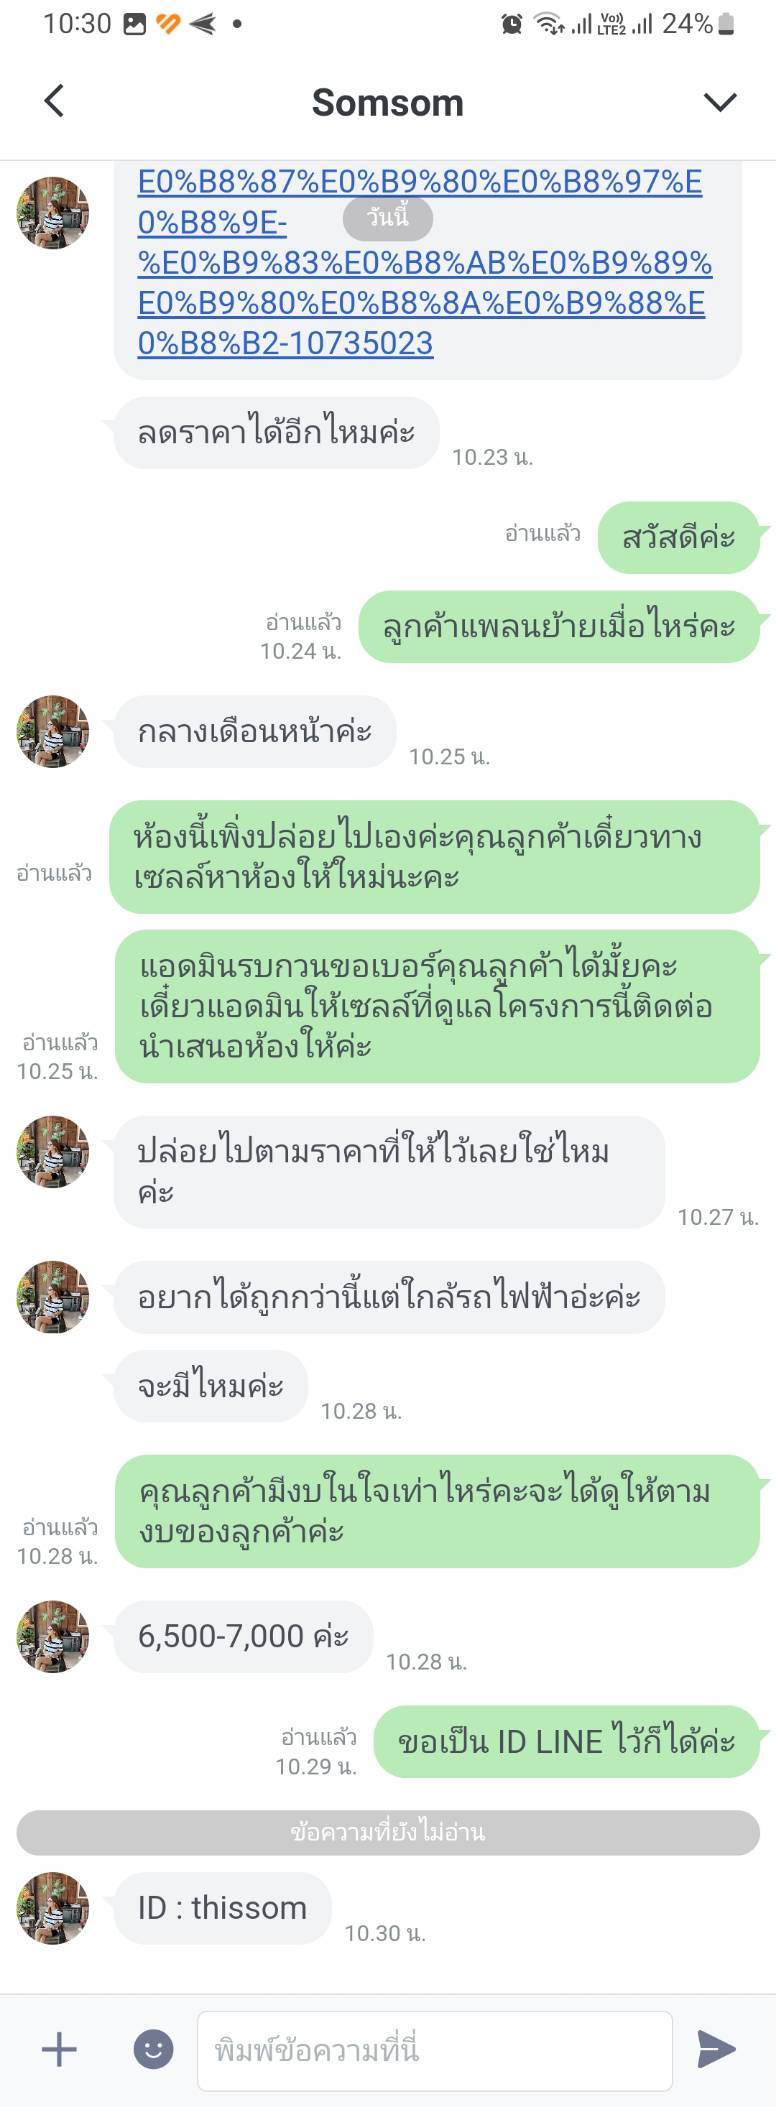 10:30
Vo))
LTE2
24%
Somsom
E0%B8%87%E0%B9%80%E0%B8%97%E
0%B8%9E-
วันนี้
%E0%B9%83%E0%B8%AB%E0%B9%89%
E0%B9%80%E0%B8%8A%E0%B9%88%E
0%B8%B2-10735023
ลดราคาได้อีกไหมค่ะ
10.23 น.
อ่านแล้ว
สวัสดีค่ะ
อ่านแล้ว
10.24 น.
ลูกค้าแพลนย้ายเมื่อไหร่คะ
กลางเดือนหน้าค่ะ
10.25 น.
ห้องนี้เพิ่งปล่อยไปเองค่ะคุณลูกค้าเดี๋ยวทาง
เซลล์หาห้องให้ใหม่นะคะ
อ่านแล้ว
แอดมินรบกวนขอเบอร์คุณลูกค้าได้มั้ยคะ
เดี๋ยวแอดมินให้เซลล์ที่ดูแลโครงการนี้ติดต่อ
นำเสนอห้องให้ค่ะ
อ่านแล้ว
10.25 น.
ปล่อยไปตามราคาที่ให้ไว้เลยใช่ไหม
ค่ะ
10.27 น.
อยากได้ถูกกว่านี้แต่ใกล้รถไฟฟ้าอ่ะค่ะ
จะมีไหมค่ะ
10.28 น.
คุณลูกค้ามีงบในใจเท่าไหร่คะจะได้ดูให้ตาม
งบของลูกค้าค่ะ
อ่านแล้ว
10.28 น.
6,500-7,000 ค่ะ
10.28 น.
อ่านแล้ว
10.29 น.
ขอเป็น ID LINE ไว้ก็ได้ค่ะ
ข้อความที่ยังไม่อ่าน
ID : thissom
10.30 น.
พิมพ์ข้อความที่นี่